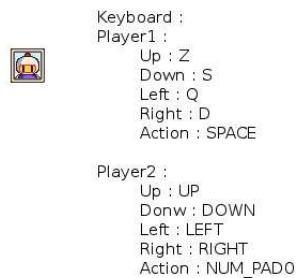 Keyboard :
Player1 :
Up : Z
Down : S
Left : Q
Right : D
Action : SPACE
Player2 :
Up : UP
Donw : DOWN
Left : LEFT
Right : RIGHT
Action : NUM_PAD0